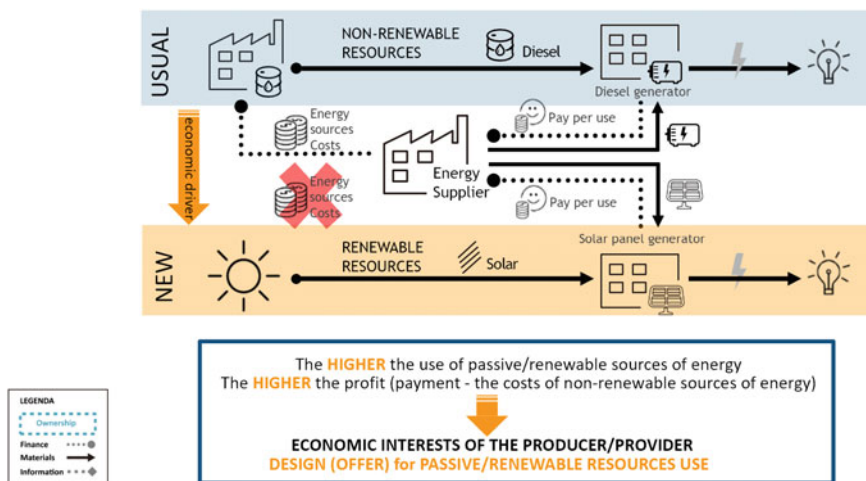 USUAL
NON-RENEWABLE
RESOURCES
Diesel
Diesel generator
economic driver
Energy
sources
Costs
Pay per use
Energy
Supplier
Energy
sources
Costs
Pay per use
Solar panel generator
NEW
RENEWABLE
RESOURCES
Solar
The HIGHER the use of passive/renewable sources of energy
The HIGHER the profit (payment - the costs of non-renewable sources of energy)
ECONOMIC INTERESTS OF THE PRODUCER/PROVIDER
DESIGN (OFFER) for PASSIVE/RENEWABLE RESOURCES USE
LEGENDA
Ownership
Finance
Materials
Information